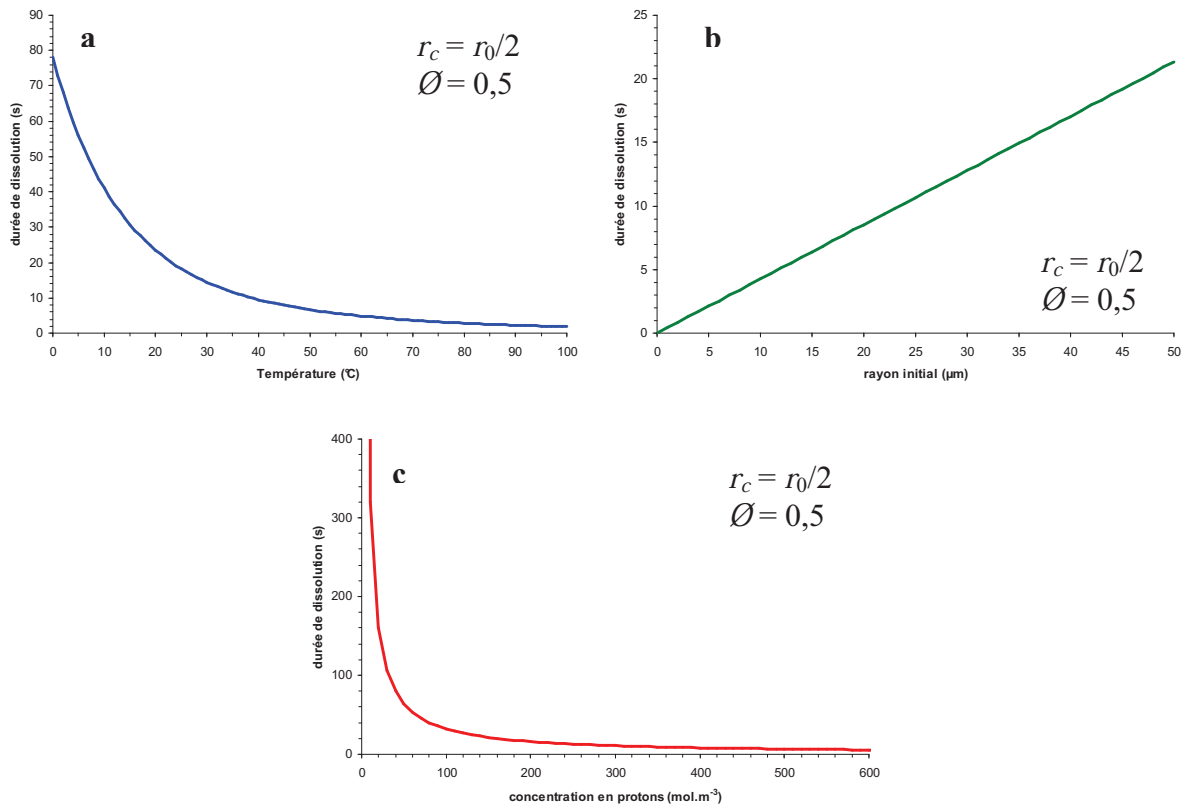 a
r_c = r_0/2
Ø = 0,5
durée de dissolution (s)
90
80
70
60
50
40
30
20
10
0
0 10 20 30 40 50 60 70 80 90 100
Température (°C)
b
r_c = r_0/2
Ø = 0,5
durée de dissolution (s)
25
20
15
10
5
0
0 5 10 15 20 25 30 35 40 45 50
rayon initial (µm)
c
r_c = r_0/2
Ø = 0,5
durée de dissolution (s)
400
300
200
100
0
0 100 200 300 400 500 600
concentration en protons (mol.m⁻³)